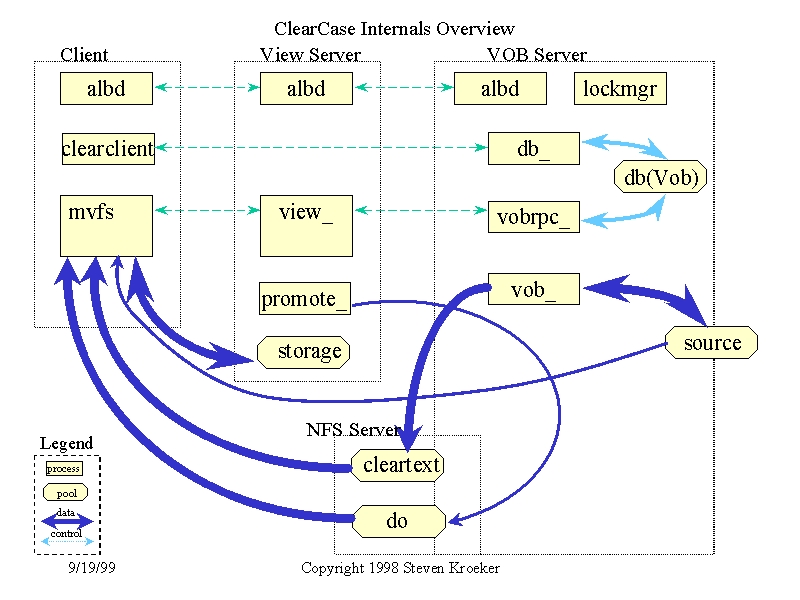 ClearCase Internals Overview
Client
View Server
VOB Server
albd
albd
albd
lockmgr
clearclient
db_
db(Vob)
mvfs
view_
vobrpc_
promote_
vob_
storage
source
NFS Server
Legend
process
pool
data
control
cleartext
do
9/19/99
Copyright 1998 Steven Kroeker